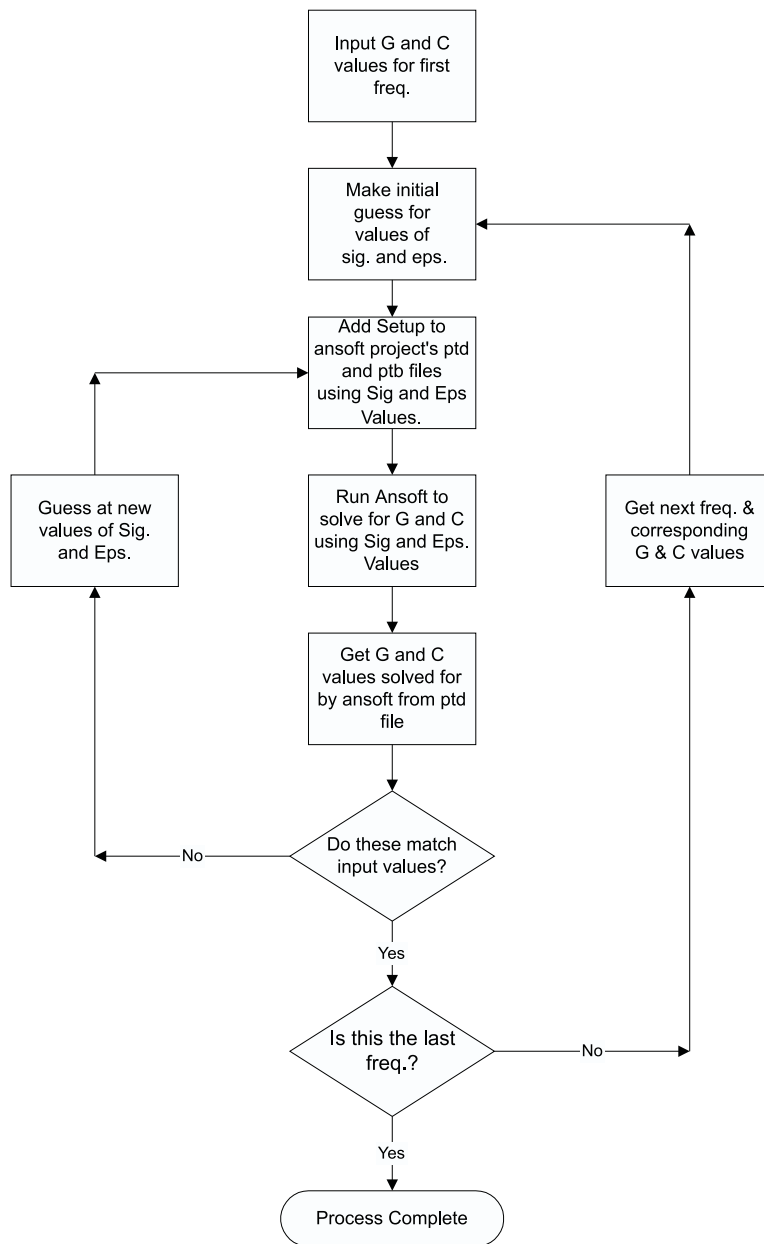 Input G and C
values for first
freq.
Make initial
guess for
values of
sig. and eps.
Add Setup to
ansoft project's ptd
and ptb files
using Sig and Eps
Values.
Guess at new
values of Sig.
and Eps.
Run Ansoft to
solve for G and C
using Sig and Eps.
Values
Get next freq. &
corresponding
G & C values
Get G and C
values solved for
by ansoft from ptd
file
Do these match
input values?
No
Yes
Is this the last
freq.?
No
Yes
Process Complete